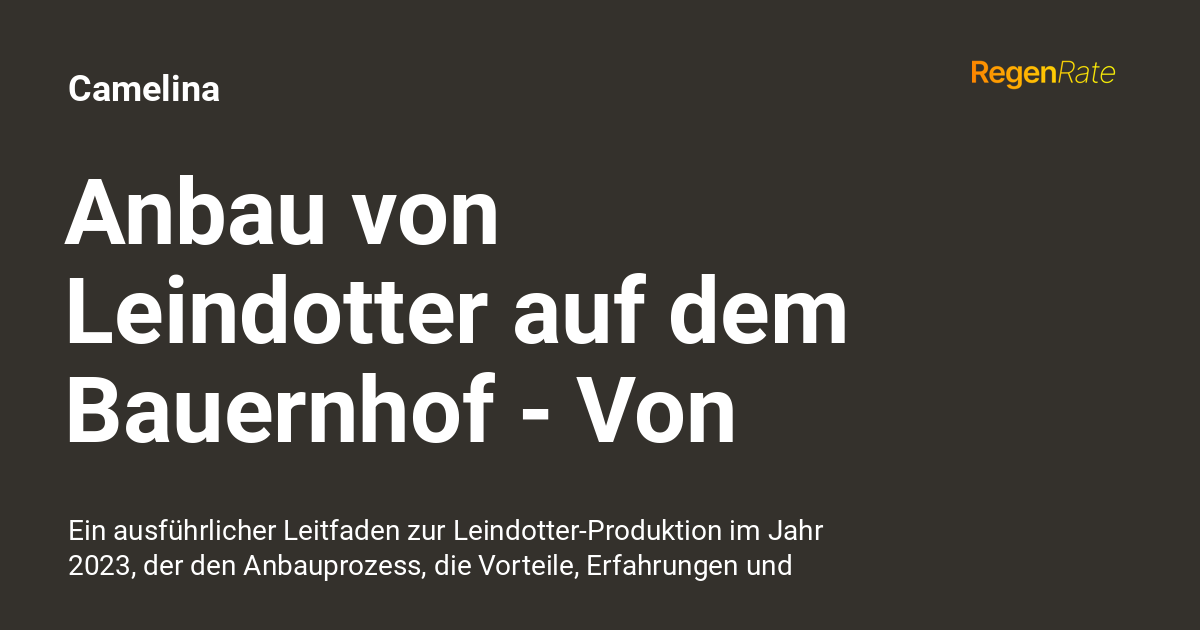 Camelina
RegenRate
Anbau von
Leindotter auf dem
Bauernhof - Von
Ein ausführlicher Leitfaden zur Leindotter-Produktion im Jahr
2023, der den Anbauprozess, die Vorteile, Erfahrungen und